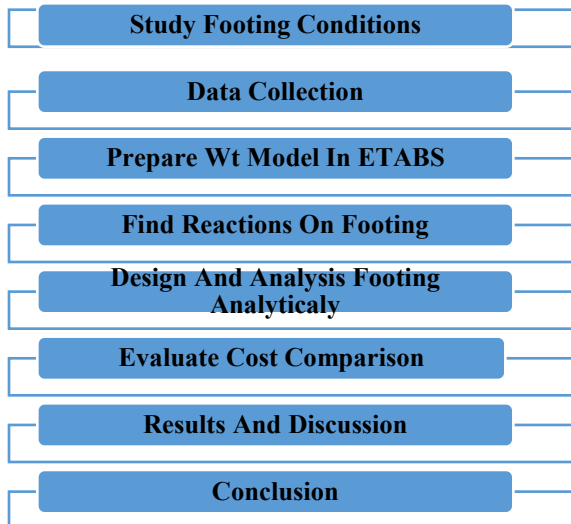 Study Footing Conditions
Data Collection
Prepare Wt Model In ETABS
Find Reactions On Footing
Design And Analysis Footing
Analyticaly
Evaluate Cost Comparison
Results And Discussion
Conclusion